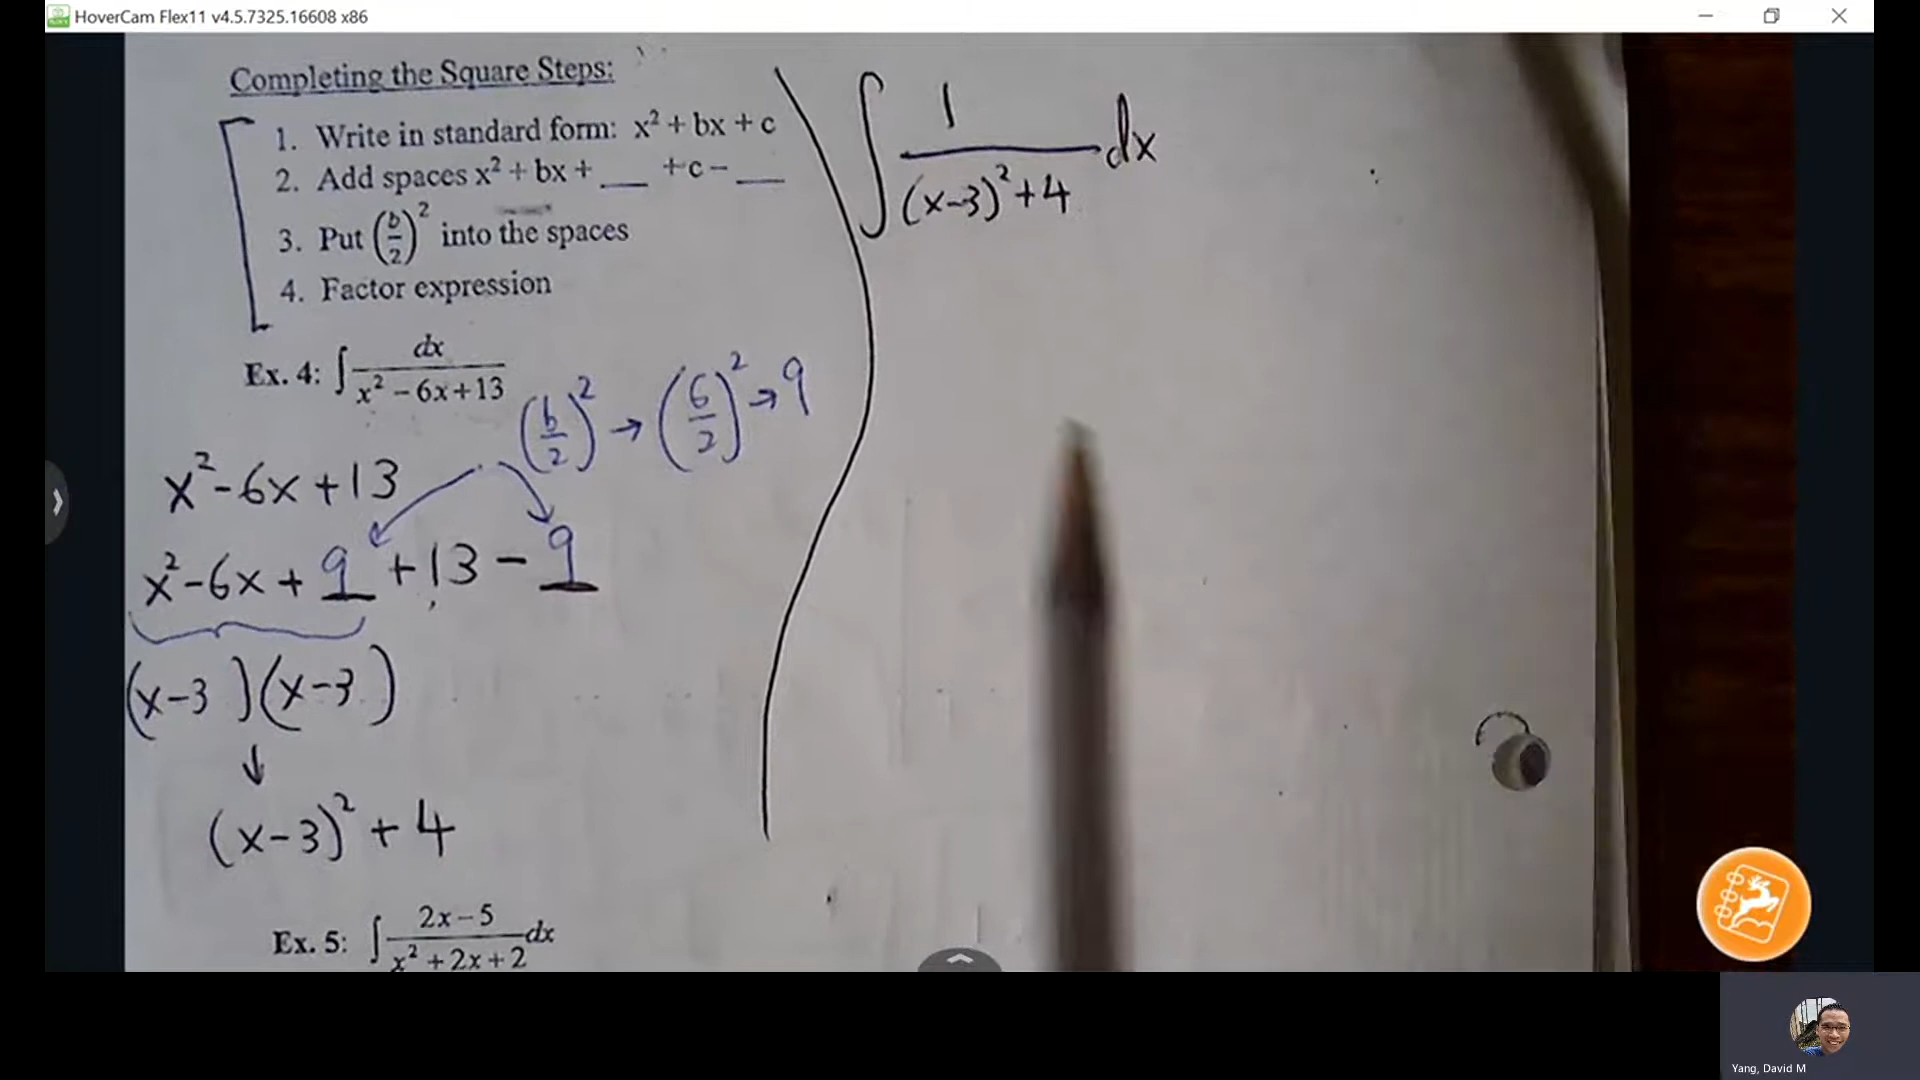 HoverCam Flex11 v4.5.7325.16608 x86
Completing the Square Steps:
1. Write in standard form: x² + bx + c
2. Add spaces x² + bx + ___ + c - ___
3. Put (b/2)² into the spaces
4. Factor expression
Ex. 4: ∫ dx/(x² - 6x + 13)
(b/2)² → (6/2)² → 9
x² - 6x + 13
x² - 6x + 9 + 13 - 9
(x-3)(x-3)
↓
(x-3)² + 4
Ex. 5: ∫ (2x - 5)/(x² + 2x + 2) dx
∫ 1/((x-3)² + 4) dx
Yang, David M